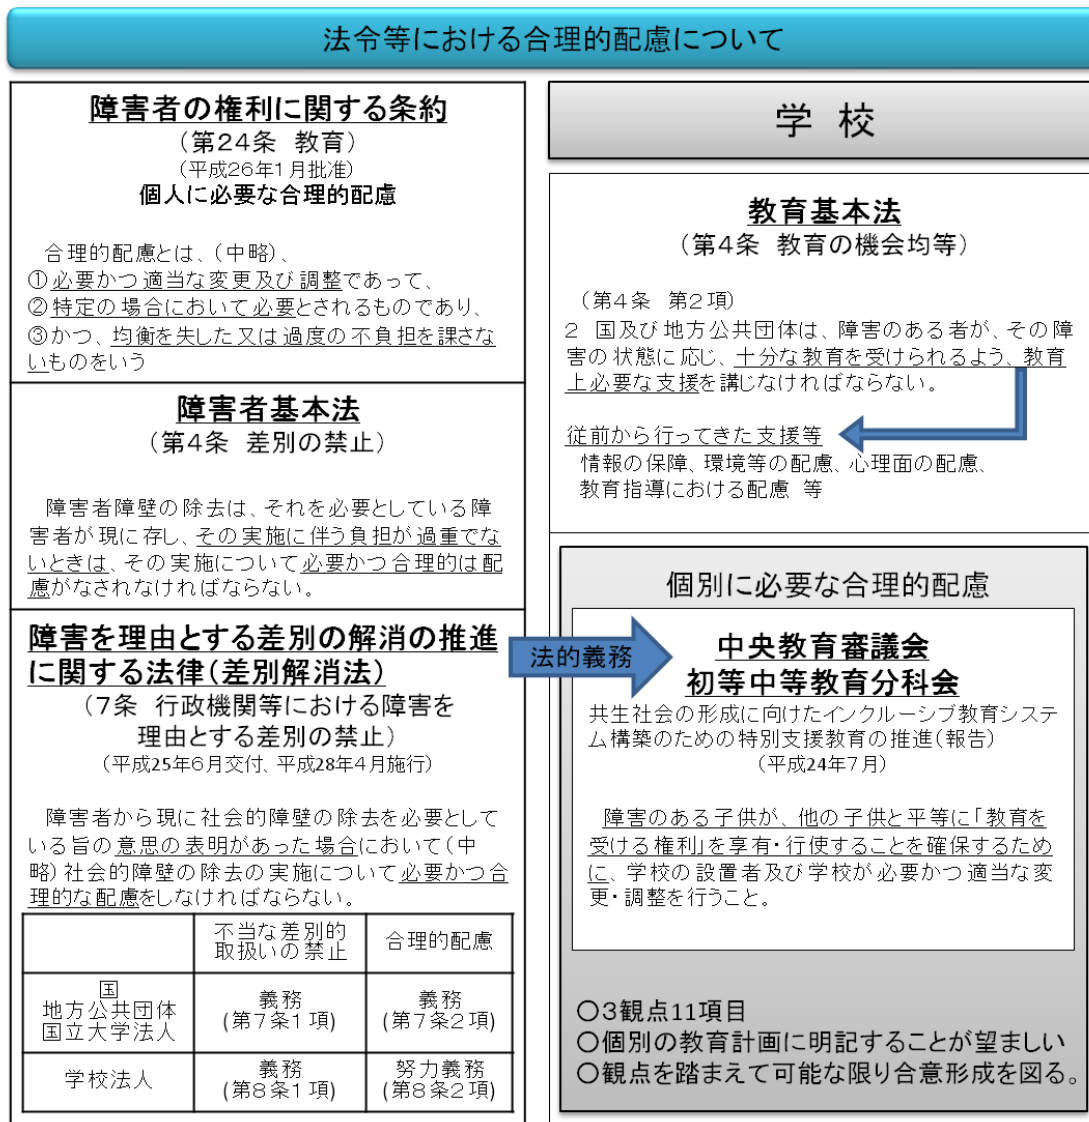 法令等における合理的配慮について
障害者の権利に関する条約
(第24条 教育)
(平成26年1月批准)
個人に必要な合理的配慮
合理的配慮とは、(中略)、
①必要かつ適当な変更及び調整であって、
②特定の場合において必要とされるものであり、
③かつ、均衡を失した又は過度の不負担を課さな
いものをいう
障害者基本法
(第4条 差別の禁止)
障害者障壁の除去は、それを必要としている障
害者が現に存し、その実施に伴う負担が過重でな
いときは、その実施について必要かつ合理的は配
慮がなされなければならない。
障害を理由とする差別の解消の推進
に関する法律(差別解消法)
(7条 行政機関等における障害を
理由とする差別の禁止)
(平成25年6月交付、平成28年4月施行)
障害者から現に社会的障壁の除去を必要として
いる旨の意思の表明があった場合において(中
略)社会的障壁の除去の実施について必要かつ合
理的な配慮をしなければならない。
不当な差別的
取扱いの禁止
合理的配慮
国
地方公共団体
国立大学法人
義務
(第7条1項)
義務
(第7条2項)
学校法人
義務
(第8条1項)
努力義務
(第8条2項)
法的義務
学 校
教育基本法
(第4条 教育の機会均等)
(第4条 第2項)
2 国及び地方公共団体は、障害のある者が、その障
害の状態に応じ、十分な教育を受けられるよう、教育
上必要な支援を講じなければならない。
従前から行ってきた支援等
情報の保障、環境等の配慮、心理面の配慮、
教育指導における配慮 等
個別に必要な合理的配慮
中央教育審議会
初等中等教育分科会
共生社会の形成に向けたインクルーシブ教育システ
ム構築のための特別支援教育の推進(報告)
(平成24年7月)
障害のある子供が、他の子供と平等に「教育を
受ける権利」を享有・行使することを確保するため
に、学校の設置者及び学校が必要かつ適当な変
更・調整を行うこと。
○3観点11項目
○個別の教育計画に明記することが望ましい
○観点を踏まえて可能な限り合意形成を図る。